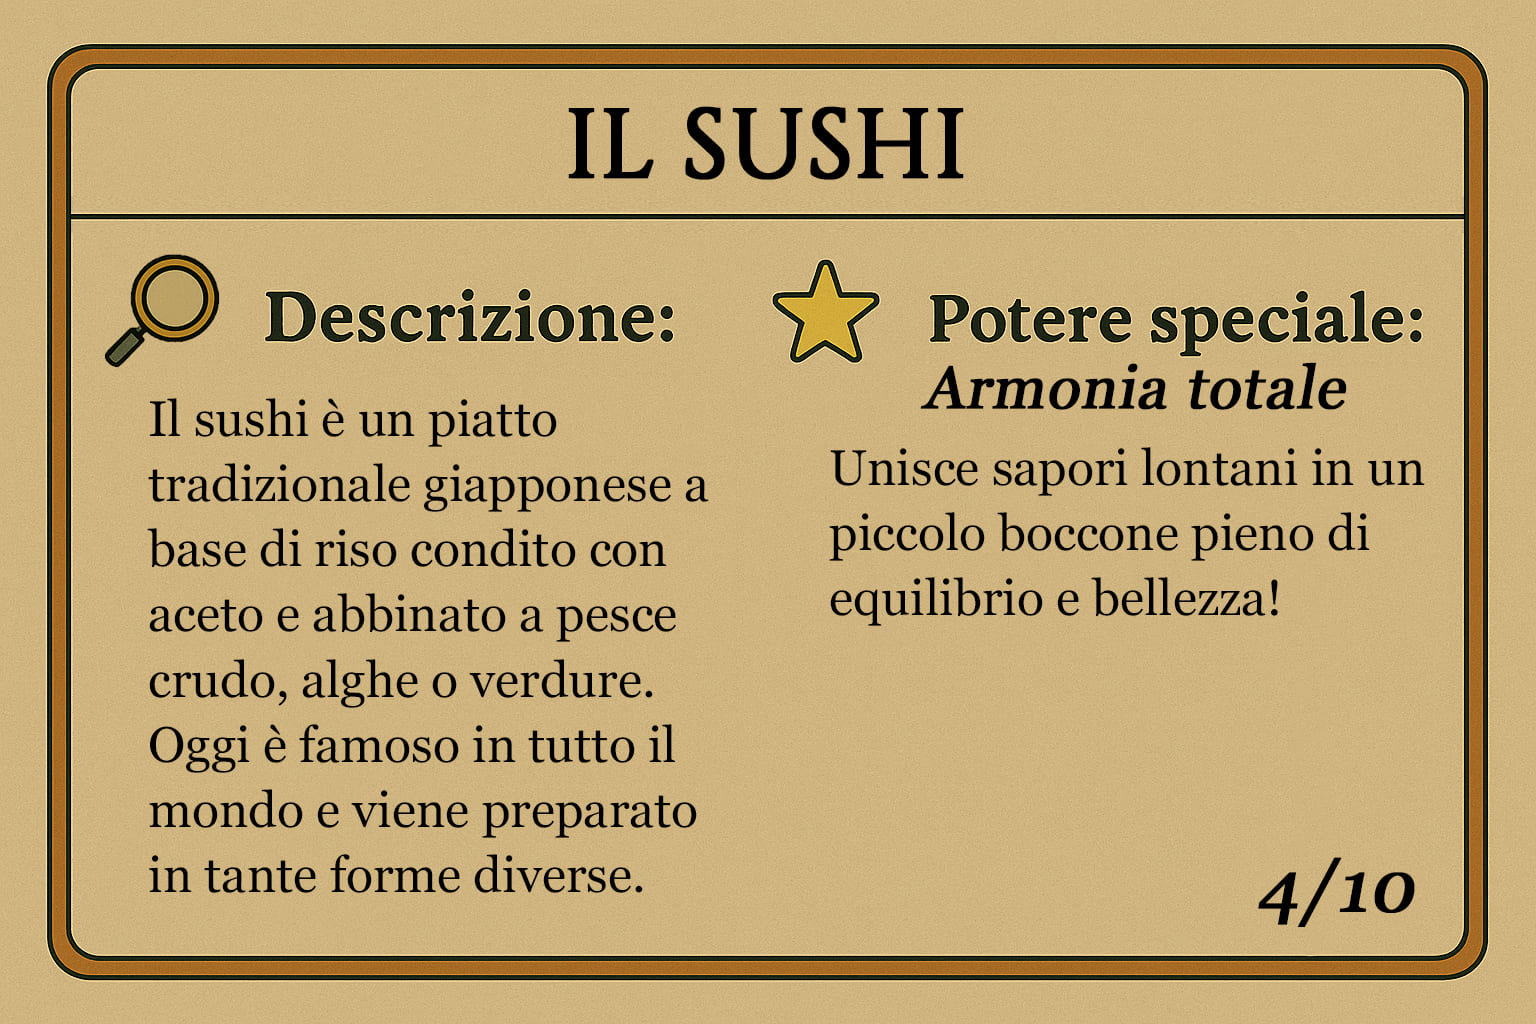 IL SUSHI
Descrizione:
Il sushi è un piatto
tradizionale giapponese a
base di riso condito con
aceto e abbinato a pesce
crudo, alghe o verdure.
Oggi è famoso in tutto il
mondo e viene preparato
in tante forme diverse.
Potere speciale:
Armonia totale
Unisce sapori lontani in un
piccolo boccone pieno di
equilibrio e bellezza!
4/10